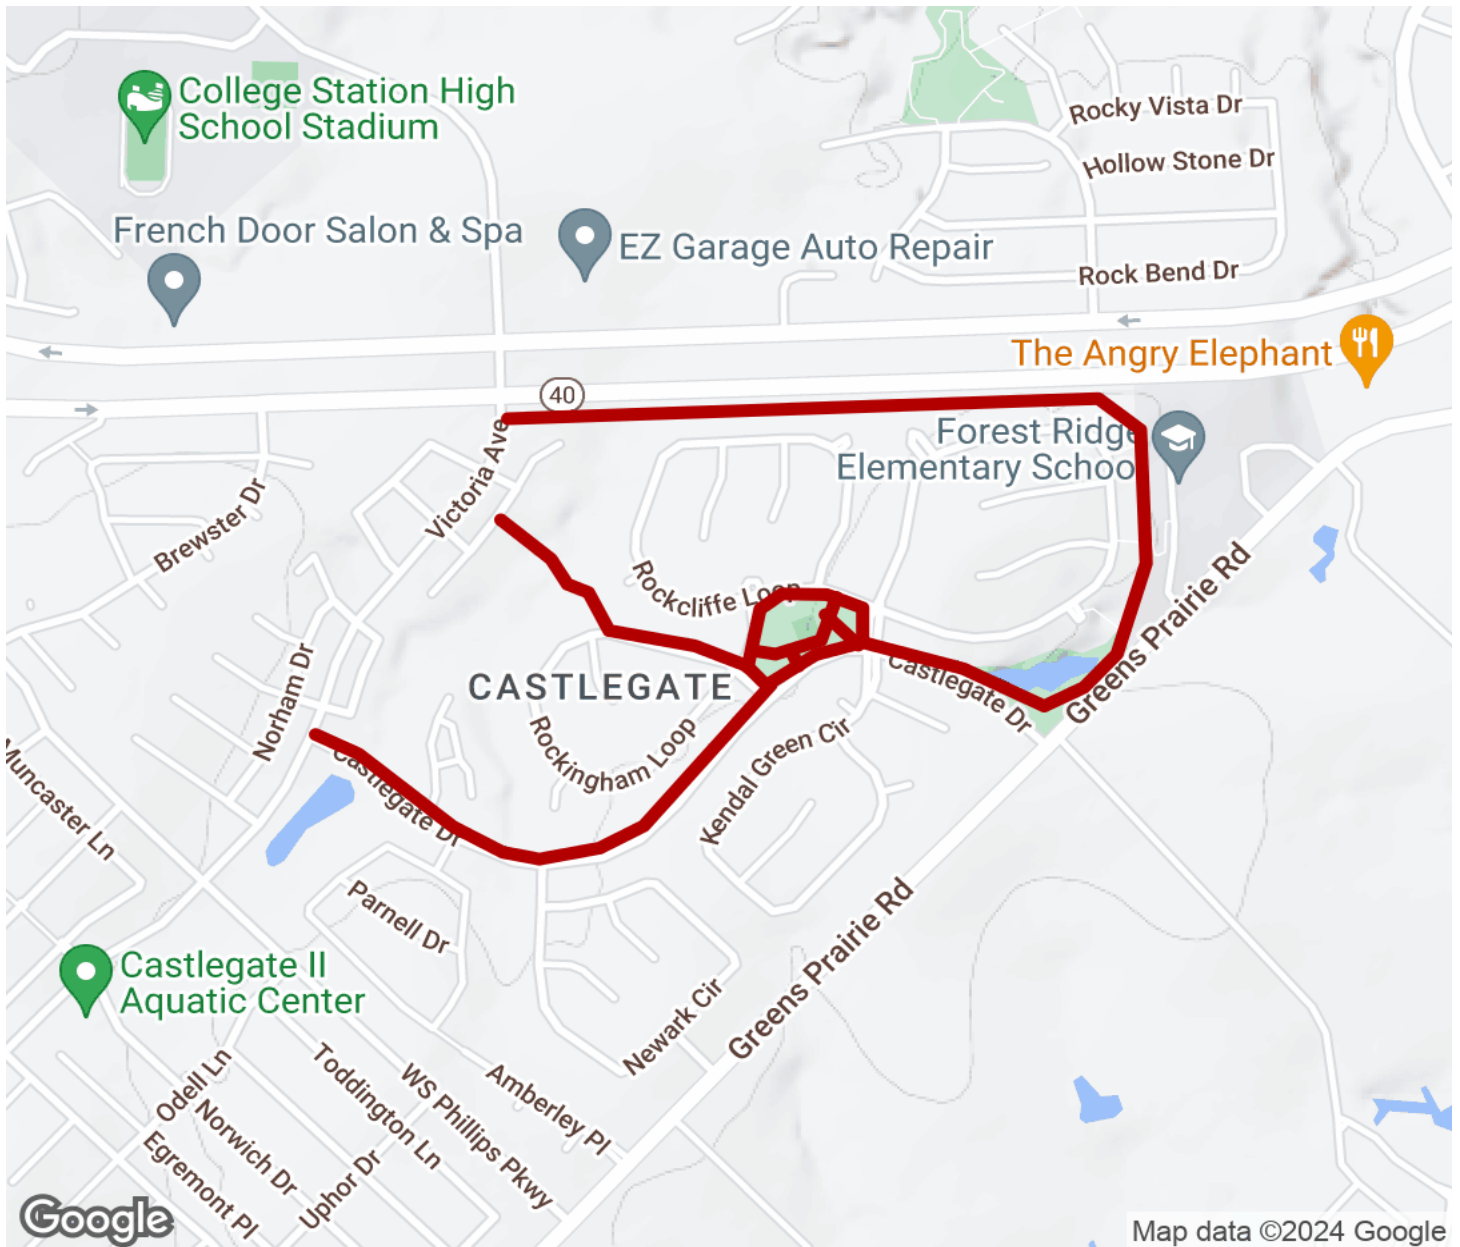 College Station High
School Stadium
Rocky Vista Dr
Hollow Stone Dr
French Door Salon & Spa
EZ Garage Auto Repair
Rock Bend Dr
The Angry Elephant
40
Victoria Ave
Forest Ridge
Elementary School
Brewster Dr
Rockcliffe Loop
Greens Prairie Rd
Norham Dr
CASTLEGATE
Castlegate Dr
Rockingham Loop
Kendal Green Cir
Castlegate Dr
Muncaster Ln
Parnell Dr
Greens Prairie Rd
Castlegate II
Aquatic Center
Newark Cir
Odell Ln
Toddington Ln
WS Phillips Pkwy
Amberley Pl
Norwich Dr
Egremont Pl
Uphor Dr
Google
Map data ©2024 Google